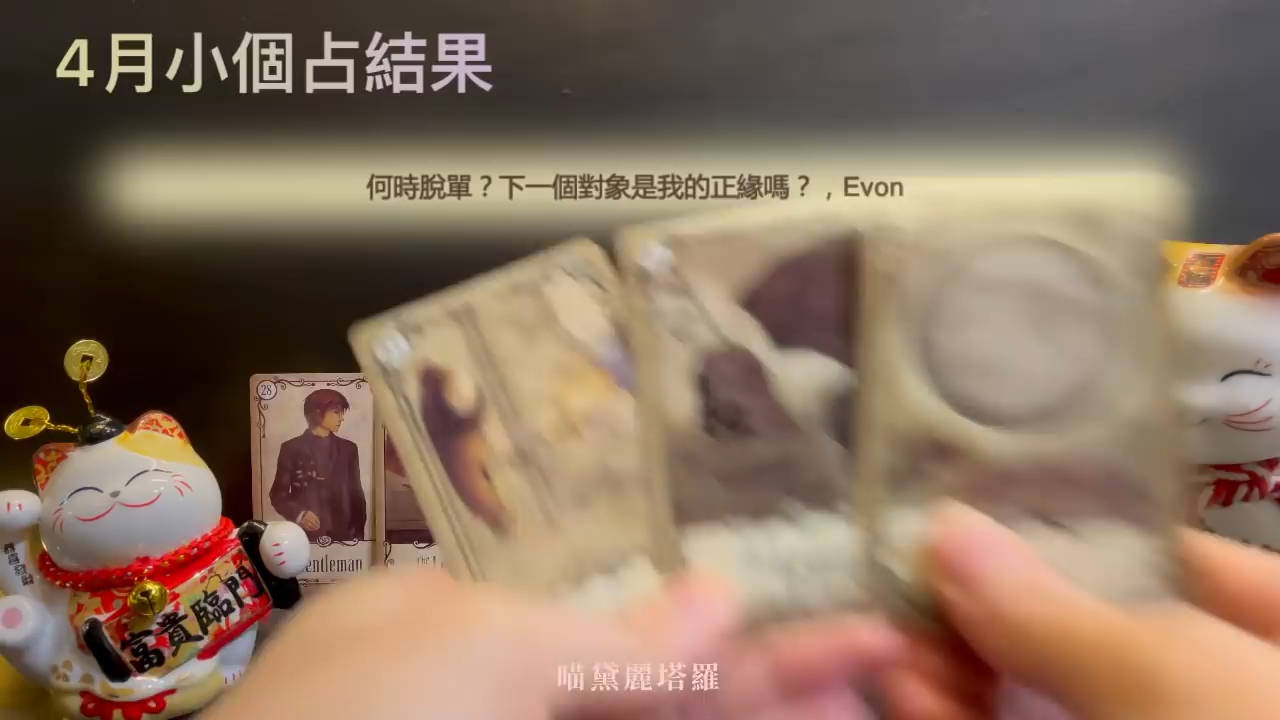 4月小個占結果
何時脫單？下一個對象是我的正緣嗎？，Evon
28
entleman
富貴臨門
喵黛麗塔羅